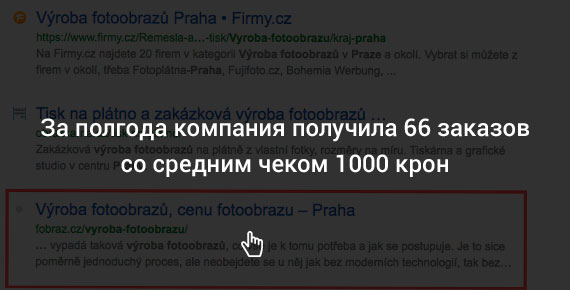 Výroba fotoobrazů Praha • Firmy.cz
https://www.firmy.cz/Remesla-a...-tisk/Vyroba-fotoobrazu/kraj-praha
Na Firmy.cz najdete 20 firem v kategorii Výroba fotoobrazů v Praze a okolí. Vybrat si můžete
z firem v okolí, třeba Fotoplátna-Praha, Fujifoto.cz, Bohemia Werbung, ...
Tisk na plátno a zakázková výroba fotoobrazů ...
За полгода компания получила 66 заказов
Zakázková výroba fotoobrazů na plátně z vlastní fotky, rozměry na míru. Tiskárna a grafické
studio v centru
со средним чеком 1000 крон
Výroba fotoobrazů, cenu fotoobrazu – Praha
fobraz.cz/vyroba-fotoobrazu/
... vypadá taková výroba fotoobrazů, je k tomu potřeba a jak se postupuje. Je to sice
poměrně jednoduchý proces, ale neobejdete se u něj jak bez moderních technologií, tak bez...